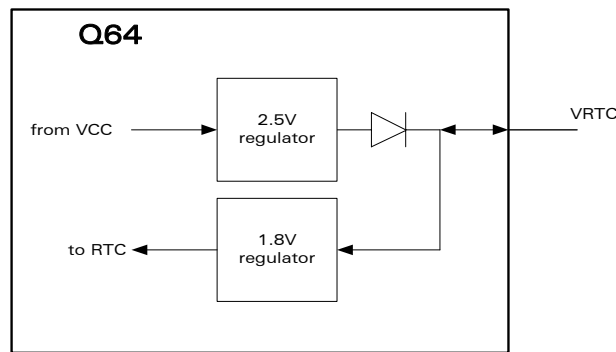 Q64
from VCC
2.5V
regulator
VRTC
to RTC
1.8V
regulator